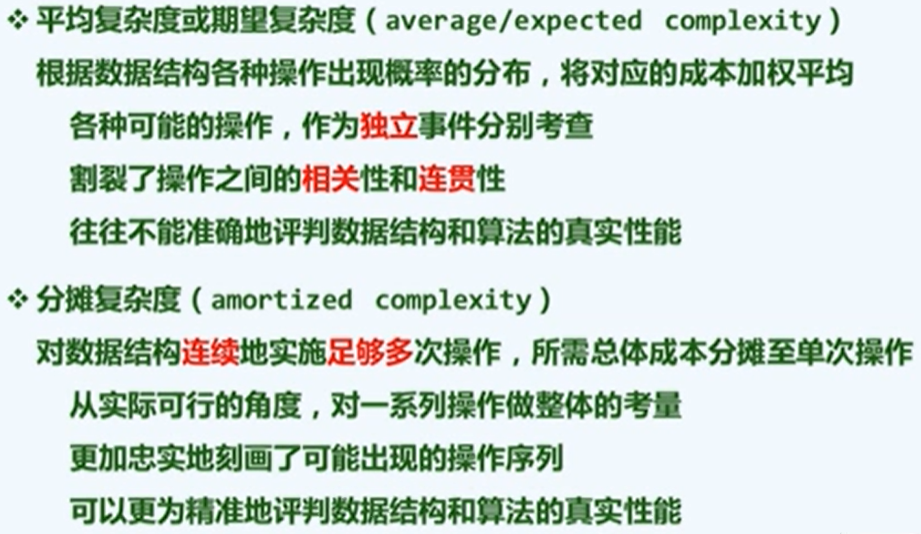 ❖ 平均复杂度或期望复杂度（average/expected complexity）
根据数据结构各种操作出现概率的分布，将对应的成本加权平均
各种可能的操作，作为独立事件分别考查
割裂了操作之间的相关性和连贯性
往往不能准确地评判数据结构和算法的真实性能
❖ 分摊复杂度（amortized complexity）
对数据结构连续地实施足够多次操作，所需总体成本分摊至单次操作
从实际可行的角度，对一系列操作做整体的考量
更加忠实地刻画了可能出现的操作序列
可以更为精准地评判数据结构和算法的真实性能